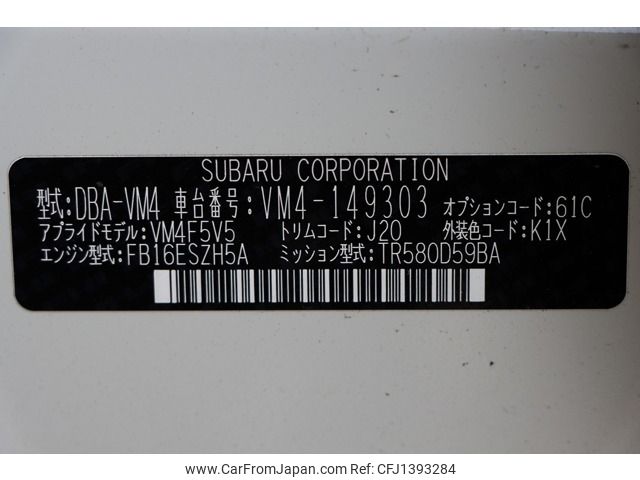 SUBARU CORPORATION
型式:DBA-VM4 車台番号:VM4-149303 オプションコード:61C
アプライドモデル:VM4F5V5 トリムコード:J20 外装色コード:K1X
エンジン型式:FB16ESZH5A ミッション型式:TR580D59BA
www.CarFromJapan.com | Ref. ID: CFJ1393284